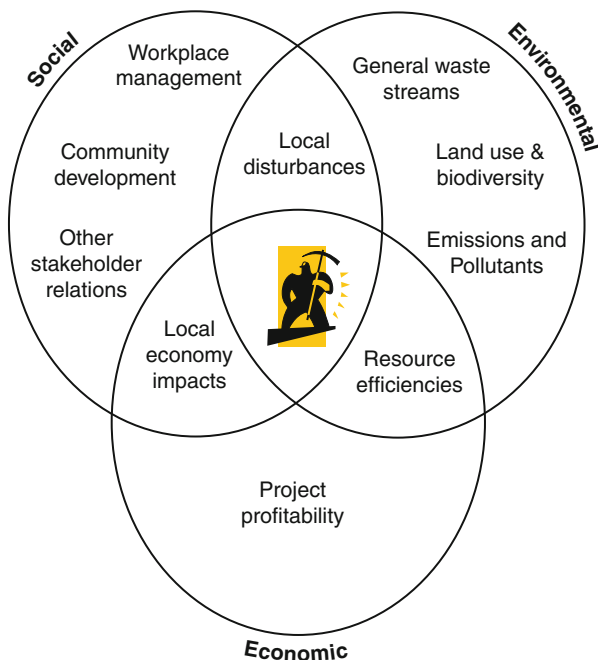 Social
Environmental
Workplace
management
General waste
streams
Community
development
Local
disturbances
Land use &
biodiversity
Other
stakeholder
relations
Emissions and
Pollutants
Local
economy
impacts
Resource
efficiencies
Project
profitability
Economic